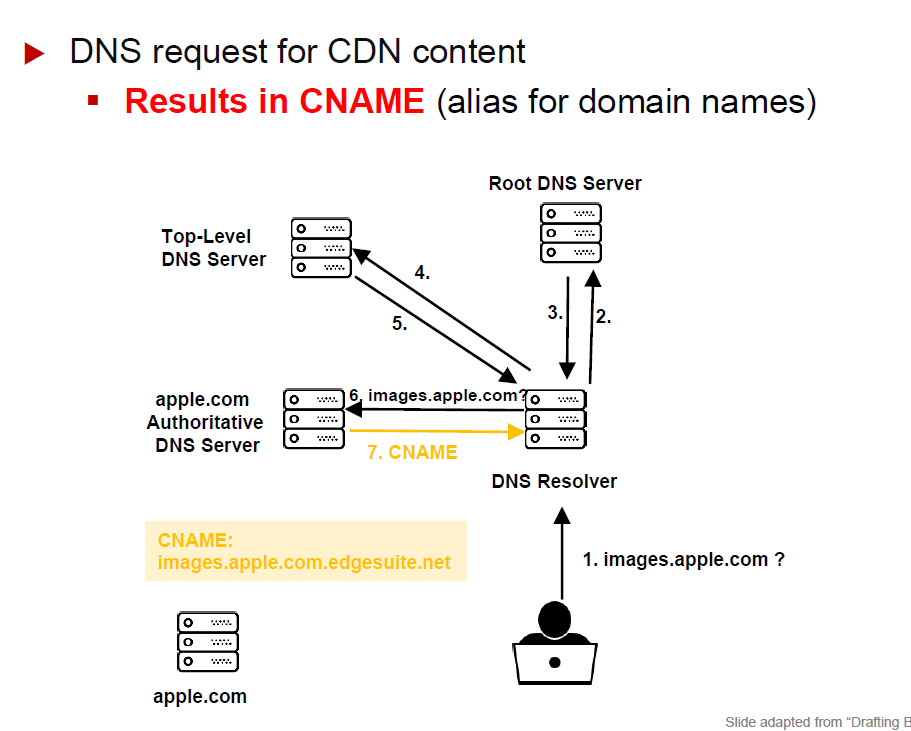 DNS request for CDN content
Results in CNAME (alias for domain names)
Root DNS Server
Top-Level
DNS Server
4.
5.
3.
2.
apple.com
Authoritative
DNS Server
6. images.apple.com?
7. CNAME
DNS Resolver
CNAME:
images.apple.com.edgesuite.net
1. images.apple.com ?
apple.com
Slide adapted from “Drafting B